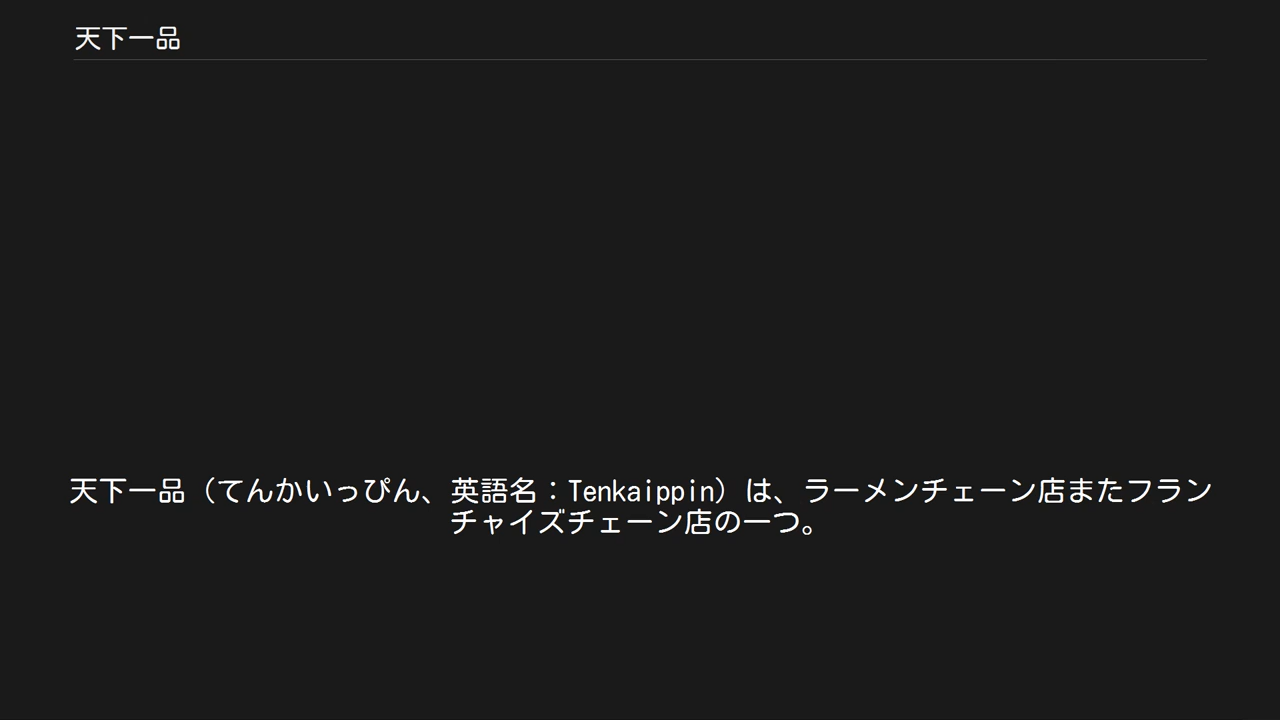 天下一品
天下一品（てんかいっぴん、英語名：Tenkaippin）は、ラーメンチェーン店またフラン
チャイズチェーン店の一つ。